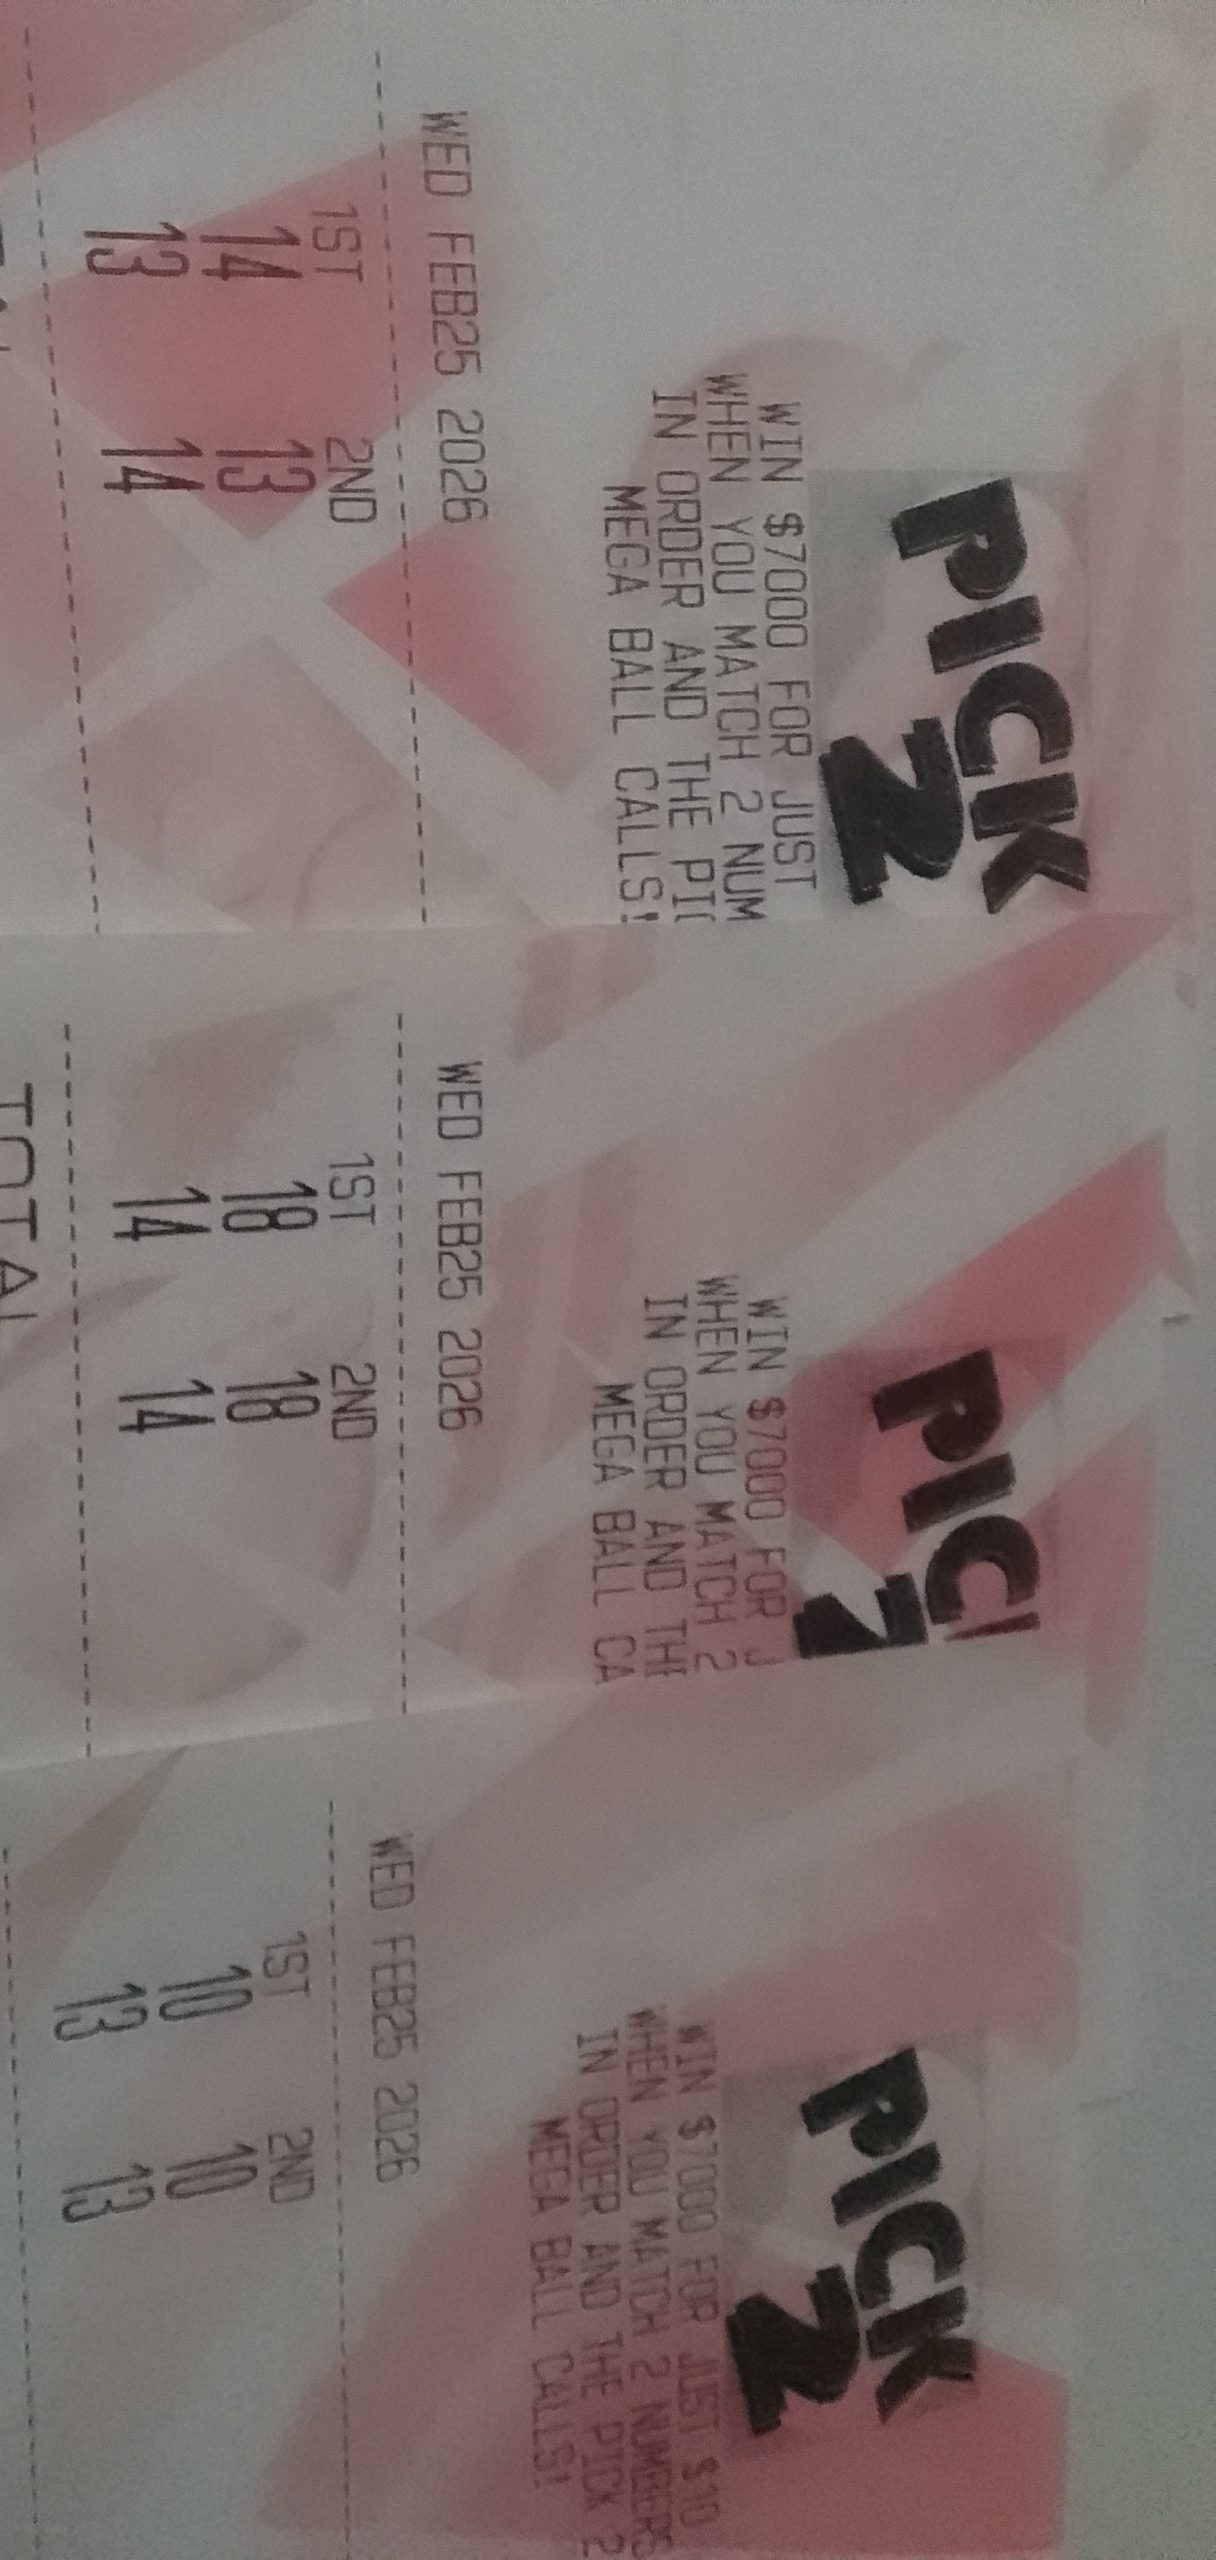 PICK
2
WIN $7000 FOR JUST
WHEN YOU MATCH 2 NUM
IN ORDER AND THE PIC
MEGA BALL CALLS!
WED FEB25 2026
1ST 2ND
14 13
13 14
PIC
2
WIN $7000 FOR J
WHEN YOU MATCH 2
IN ORDER AND THE
MEGA BALL CA
WED FEB25 2026
1ST 2ND
18 18
14 14
TOTAL
PICK
2
WIN $7000 FOR JUST $10
WHEN YOU MATCH 2 NUMBERS
IN ORDER AND THE PICK 2
MEGA BALL CALLS!
WED FEB25 2026
1ST 2ND
10 10
13 13